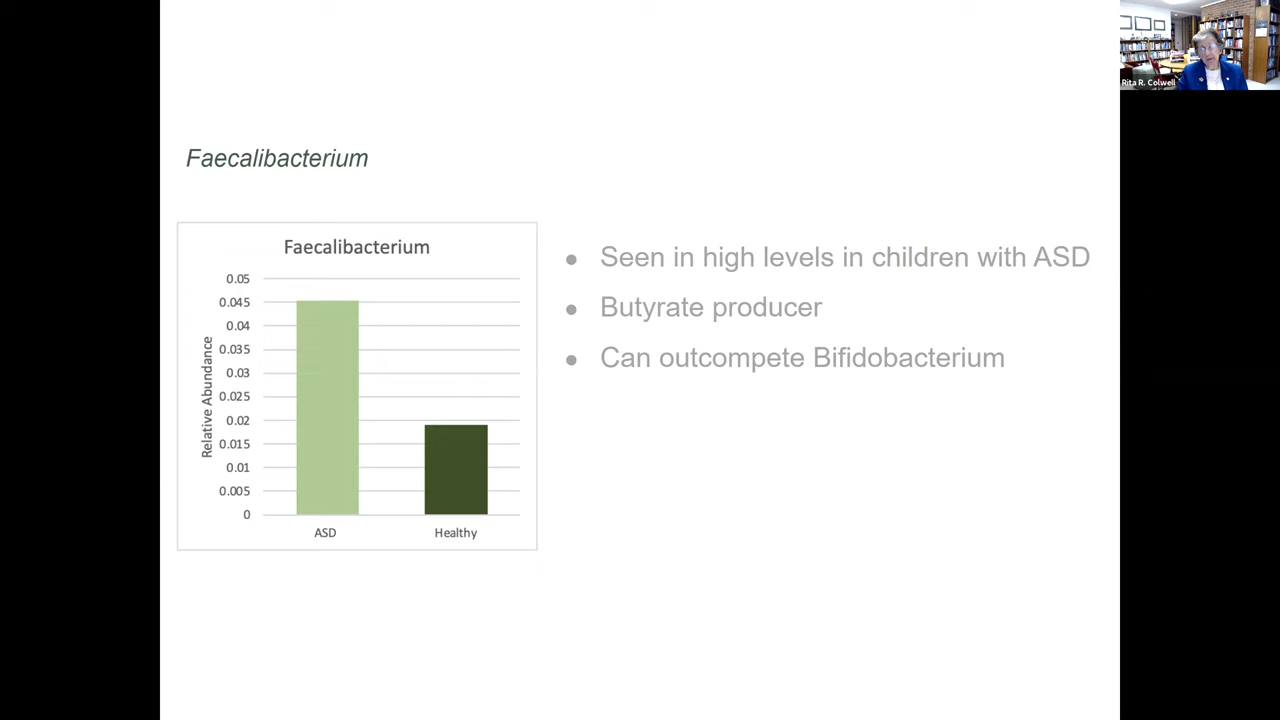 Rita R. Colwell
Faecalibacterium
Faecalibacterium
Relative Abundance
0.05
0.045
0.04
0.035
0.03
0.025
0.02
0.015
0.01
0.005
0
ASD
Healthy
● Seen in high levels in children with ASD
● Butyrate producer
● Can outcompete Bifidobacterium